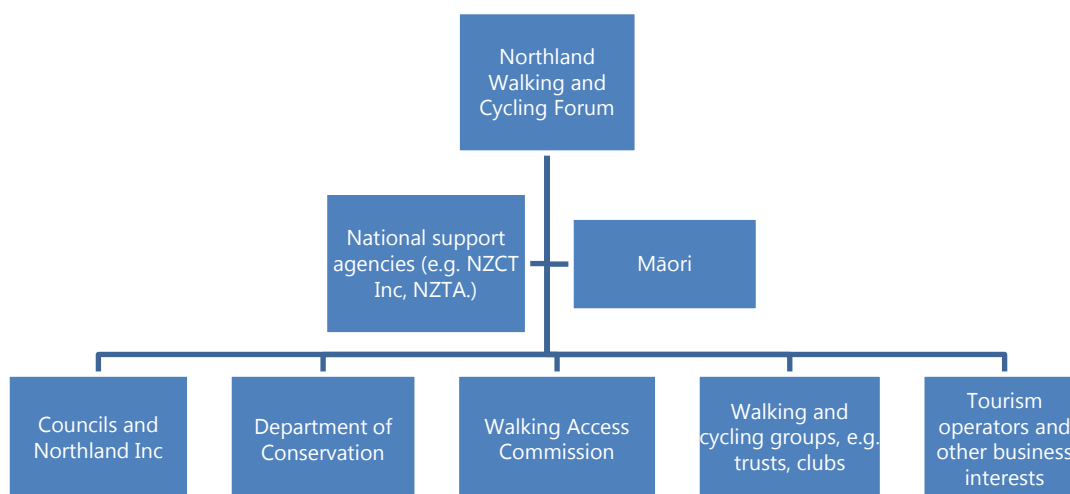 Northland
Walking and
Cycling Forum
National support
agencies (e.g. NZCT
Inc, NZTA.)
Māori
Councils and
Northland Inc
Department of
Conservation
Walking Access
Commission
Walking and
cycling groups, e.g.
trusts, clubs
Tourism
operators and
other business
interests